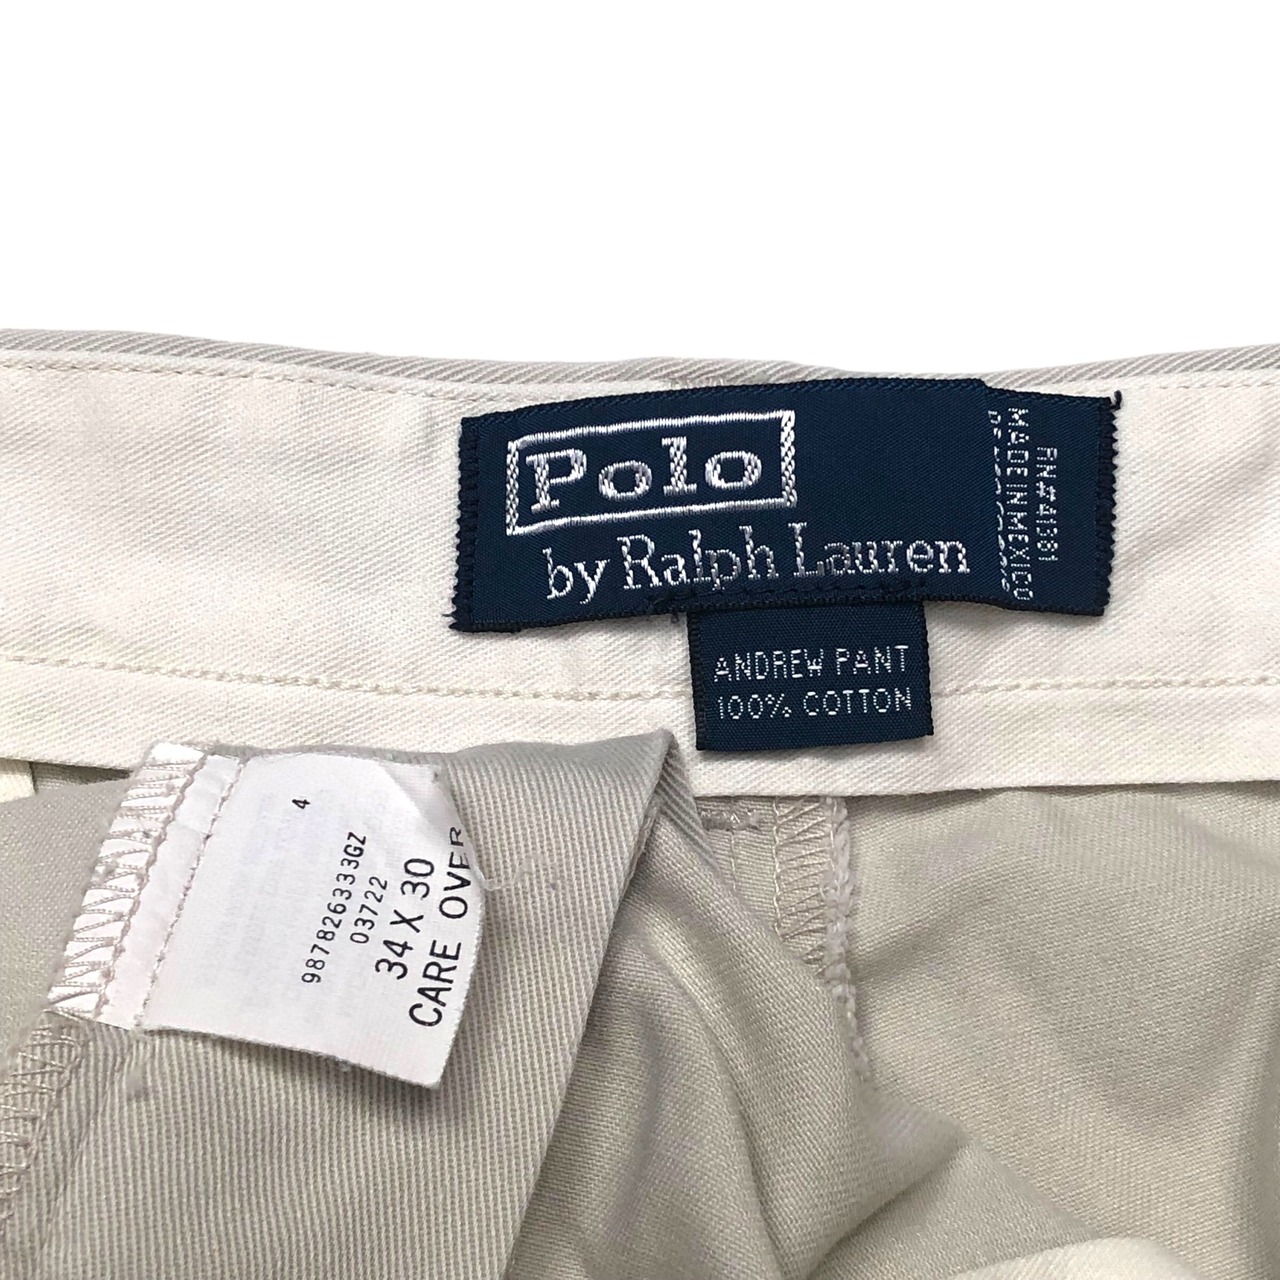 Polo
by Ralph Lauren
RN#41381
MADE IN MEXICO
ANDREW PANT
100% COTTON
4
987826333GZ
03722
34 X 30
CARE OVER